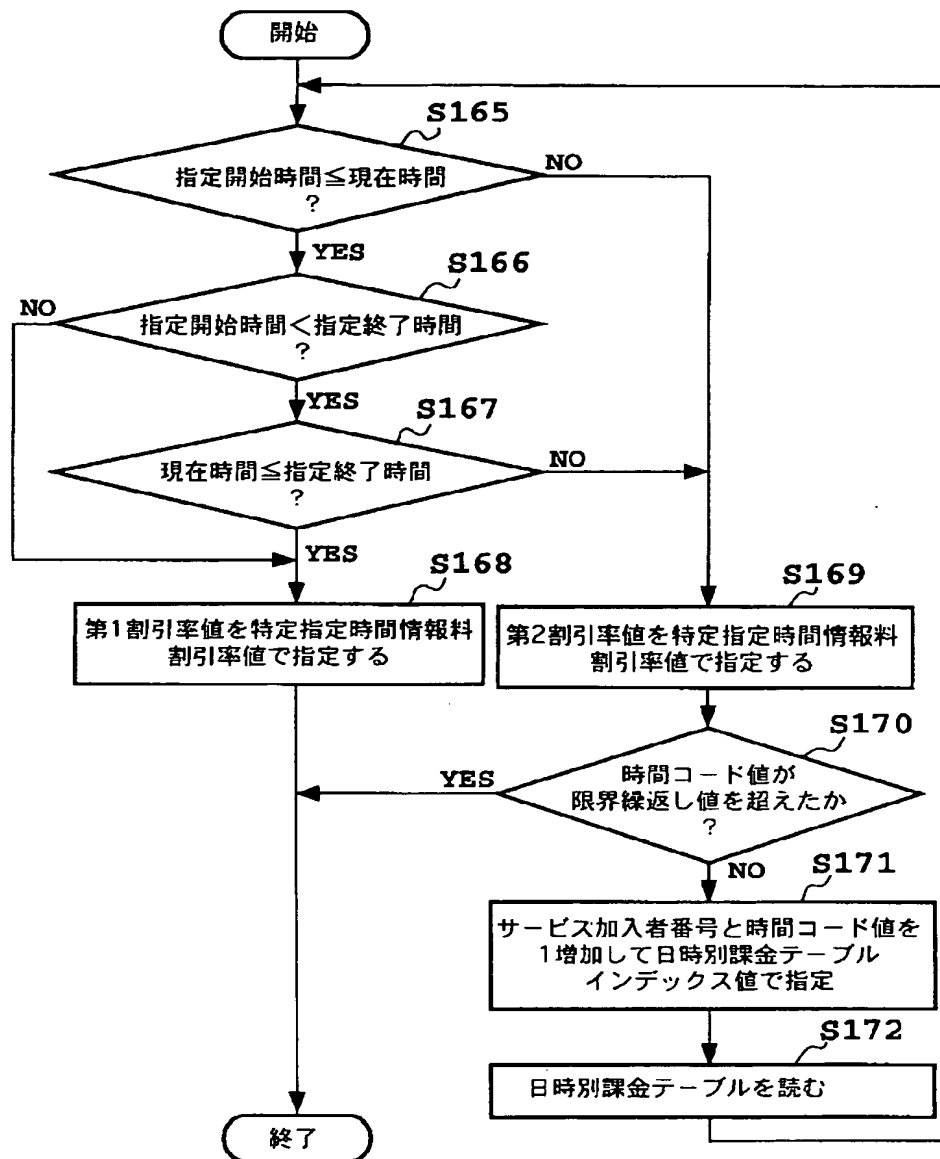 開始
S165
指定開始時間≦現在時間
?
NO
YES
S166
NO
指定開始時間<指定終了時間
?
YES
S167
現在時間≦指定終了時間
?
NO
YES
S168
第1割引率値を特定指定時間情報料
割引率値で指定する
S169
第2割引率値を特定指定時間情報料
割引率値で指定する
S170
YES
時間コード値が
限界繰返し値を超えたか
?
NO
S171
サービス加入者番号と時間コード値を
1増加して日時別課金テーブル
インデックス値で指定
S172
日時別課金テーブルを読む
終了